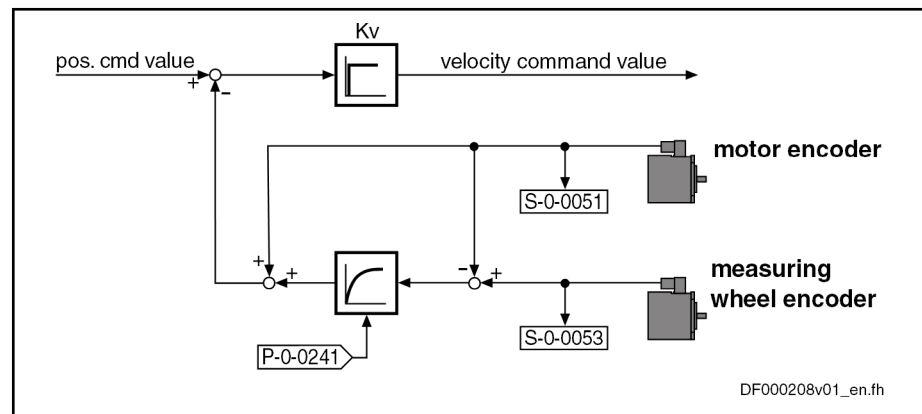 Kv
pos. cmd value
velocity command value
+
−
motor encoder
S-0-0051
+
+
−
+
measuring
wheel encoder
S-0-0053
P-0-0241
DF000208v01_en.fh